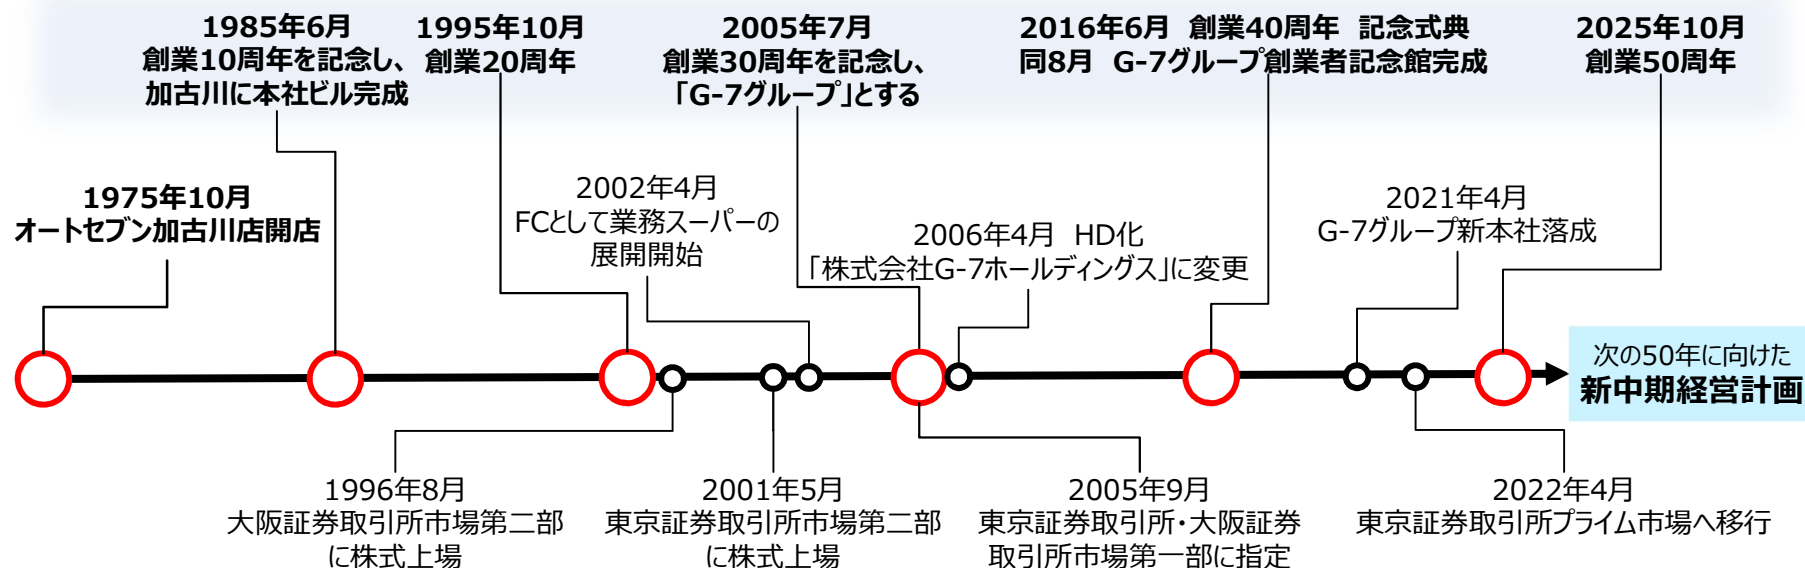 1985年6月
創業10周年を記念し、
加古川に本社ビル完成
1995年10月
創業20周年
2005年7月
創業30周年を記念し、
「G-7グループ」とする
2016年6月 創業40周年 記念式典
同8月 G-7グループ創業者記念館完成
2025年10月
創業50周年
1975年10月
オートセブン加古川店開店
2002年4月
FCとして業務スーパーの
展開開始
2006年4月 HD化
「株式会社G-7ホールディングス」に変更
2021年4月
G-7グループ新本社落成
次の50年に向けた
新中期経営計画
1996年8月
大阪証券取引所市場第二部
に株式上場
2001年5月
東京証券取引所市場第二部
に株式上場
2005年9月
東京証券取引所・大阪証券
取引所市場第一部に指定
2022年4月
東京証券取引所プライム市場へ移行